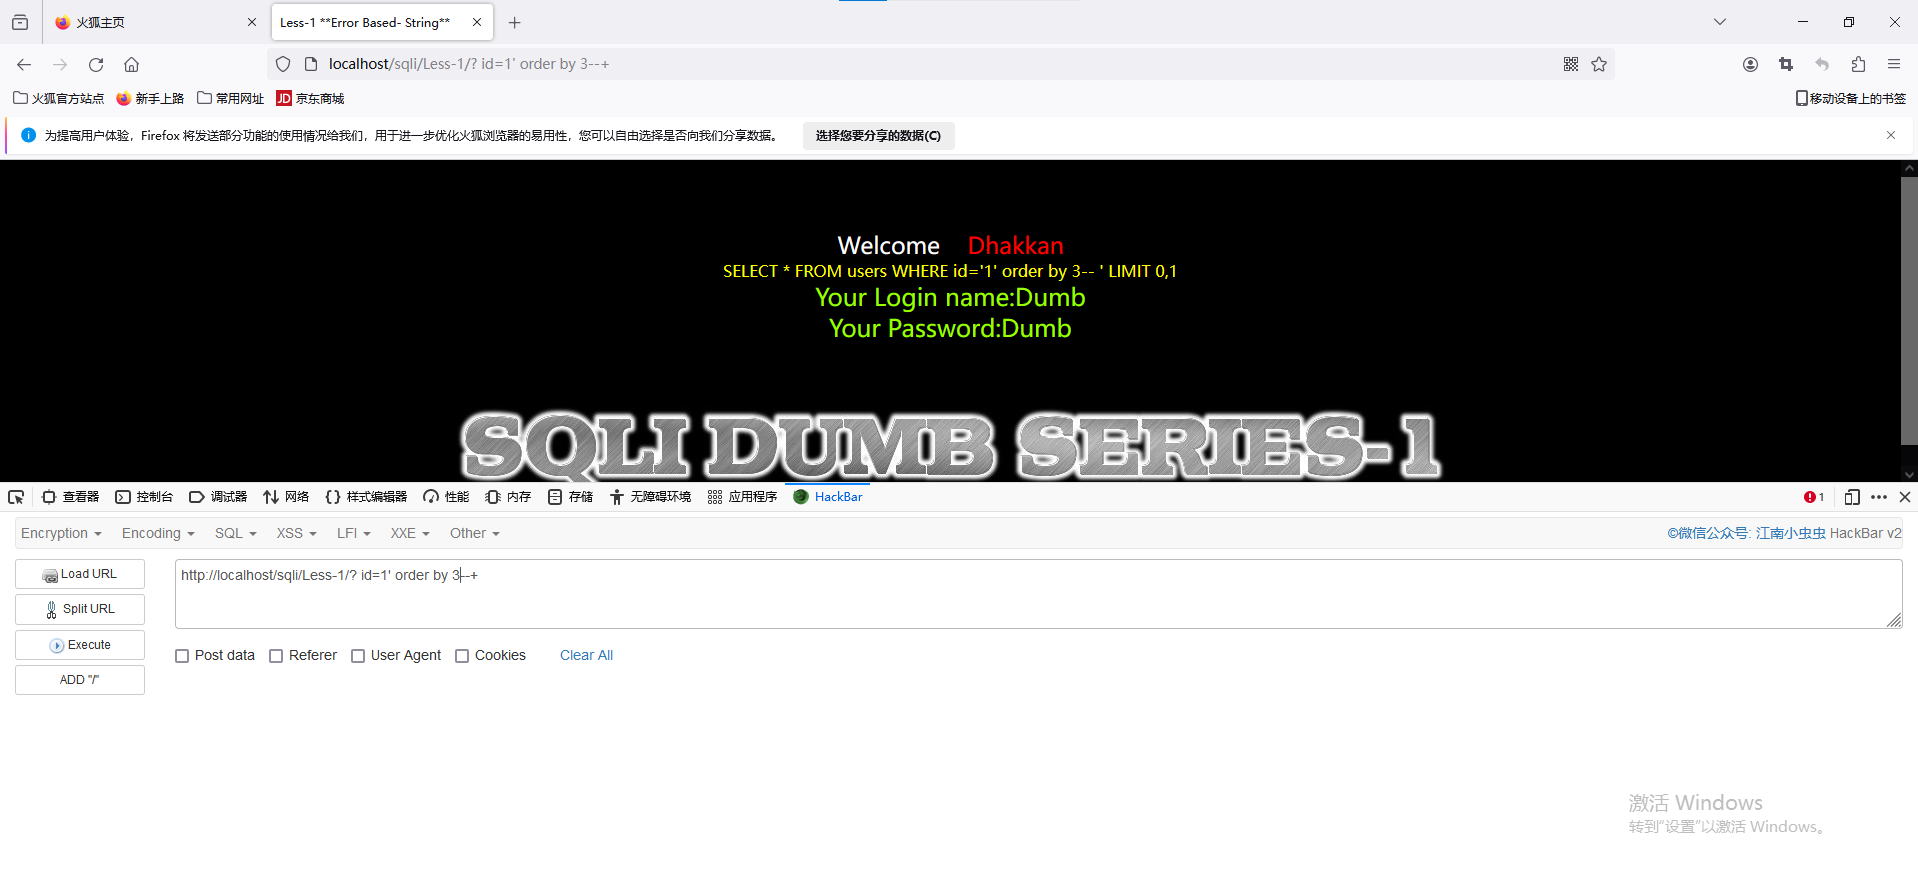 火狐主页
Less-1 **Error Based- String**
localhost/sqli/Less-1/? id=1' order by 3--+
火狐官方站点 新手上路 常用网址 JD 京东商城 移动设备上的书签
为提高用户体验，Firefox 将发送部分功能的使用情况给我们，用于进一步优化火狐浏览器的易用性，您可以自由选择是否向我们分享数据。 选择您要分享的数据(C)
Welcome Dhakkan
SELECT * FROM users WHERE id='1' order by 3-- ' LIMIT 0,1
Your Login name:Dumb
Your Password:Dumb
SQLI DUMB SERIES-1
查看器 控制台 调试器 网络 样式编辑器 性能 内存 存储 无障碍环境 应用程序 HackBar 1
Encryption Encoding SQL XSS LFI XXE Other ©微信公众号: 江南小虫虫 HackBar v2
Load URL
http://localhost/sqli/Less-1/? id=1' order by 3--+
Split URL
Execute
Post data Referer User Agent Cookies Clear All
ADD "/"
激活 Windows
转到"设置"以激活 Windows。